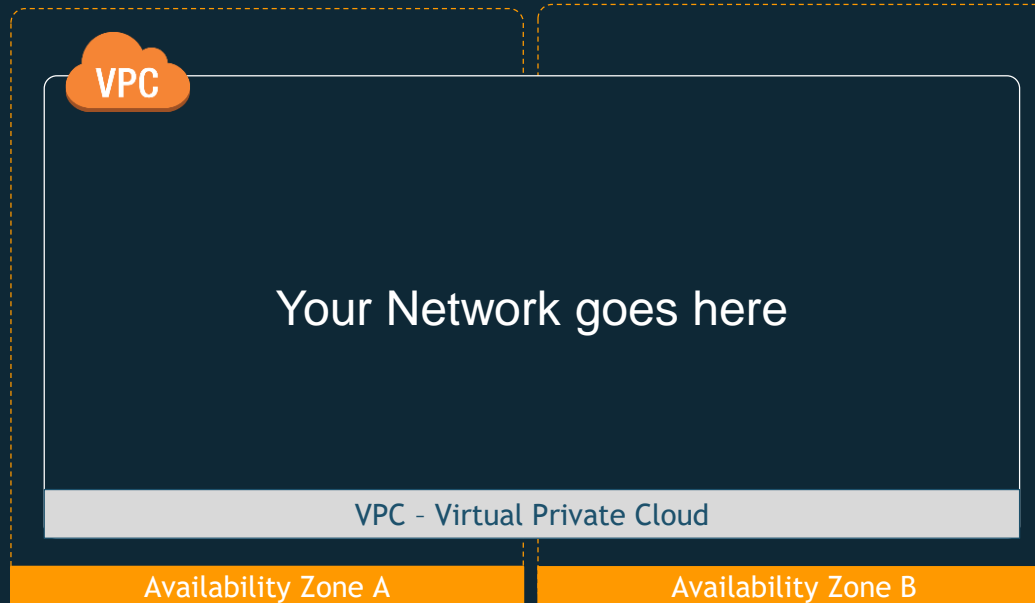 VPC
Your Network goes here
VPC – Virtual Private Cloud
Availability Zone A
Availability Zone B